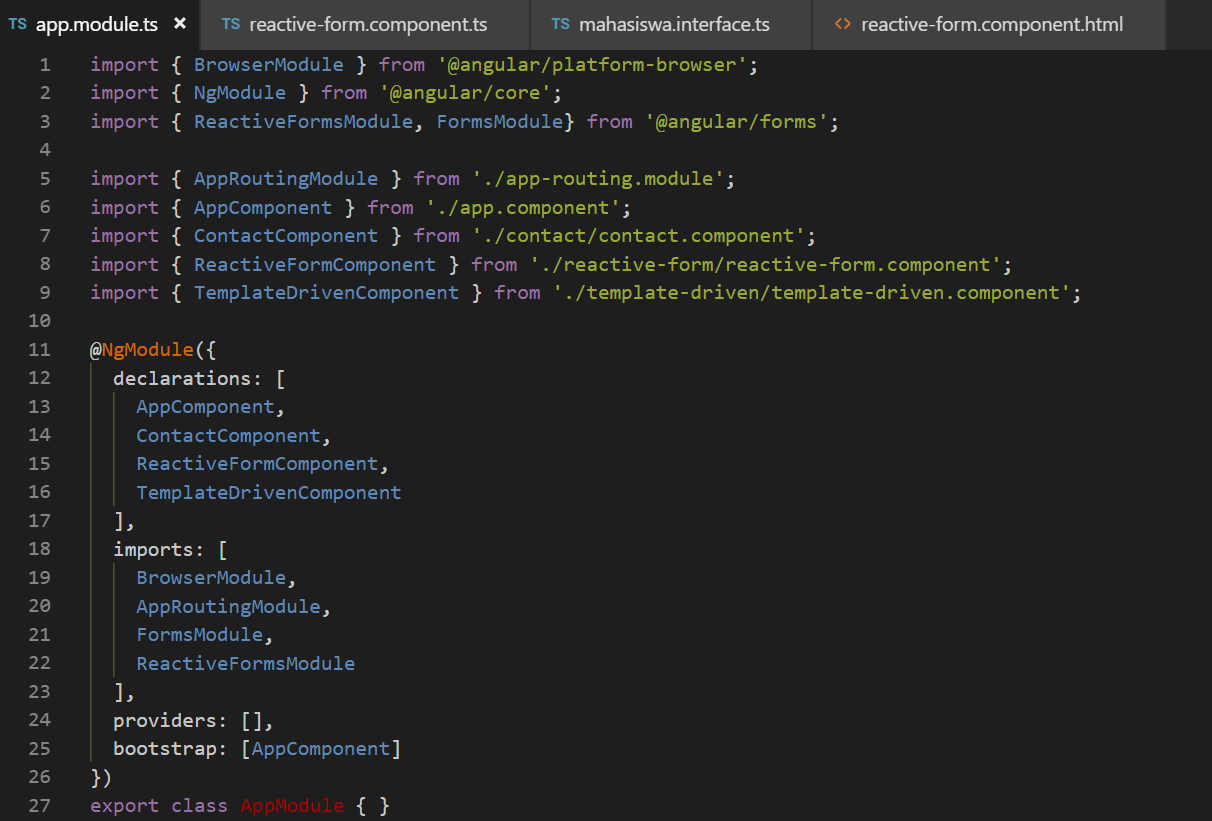 TS app.module.ts × TS reactive-form.component.ts TS mahasiswa.interface.ts <> reactive-form.component.html
1 import { BrowserModule } from '@angular/platform-browser';
2 import { NgModule } from '@angular/core';
3 import { ReactiveFormsModule, FormsModule} from '@angular/forms';
4
5 import { AppRoutingModule } from './app-routing.module';
6 import { AppComponent } from './app.component';
7 import { ContactComponent } from './contact/contact.component';
8 import { ReactiveFormComponent } from './reactive-form/reactive-form.component';
9 import { TemplateDrivenComponent } from './template-driven/template-driven.component';
10
11 @NgModule({
12   declarations: [
13     AppComponent,
14     ContactComponent,
15     ReactiveFormComponent,
16     TemplateDrivenComponent
17   ],
18   imports: [
19     BrowserModule,
20     AppRoutingModule,
21     FormsModule,
22     ReactiveFormsModule
23   ],
24   providers: [],
25   bootstrap: [AppComponent]
26 })
27 export class AppModule { }